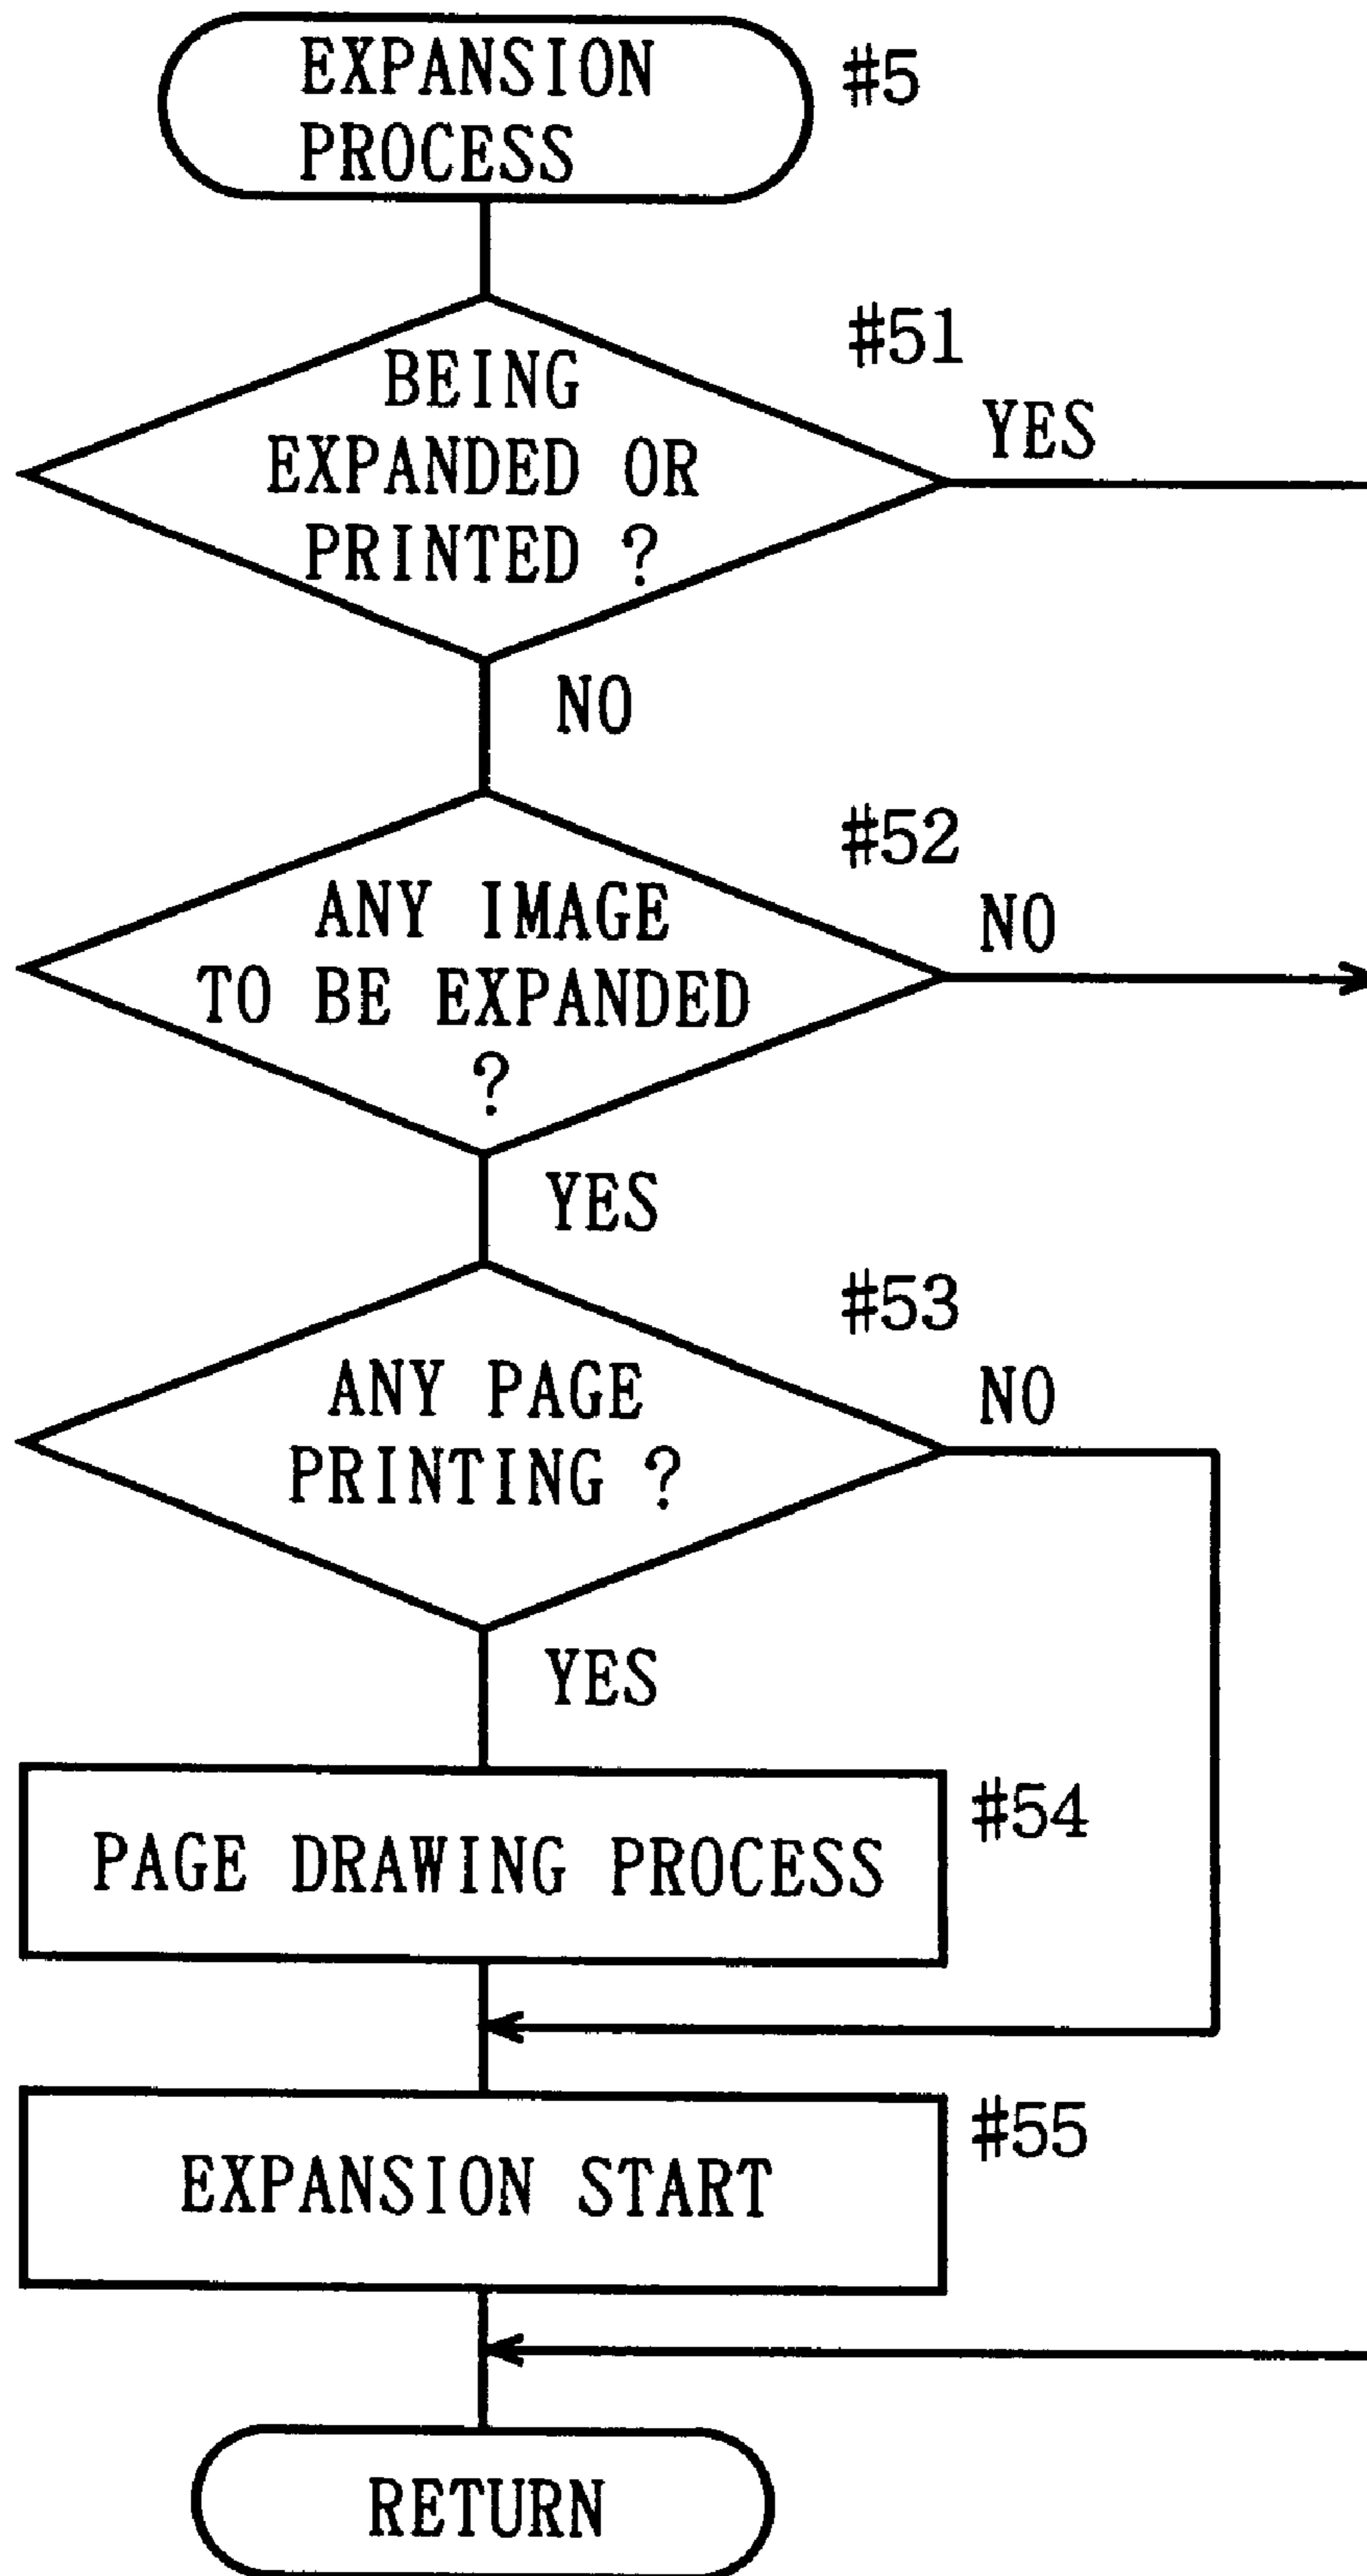 EXPANSION
PROCESS
#5
#51
BEING
EXPANDED OR
PRINTED ?
YES
NO
#52
ANY IMAGE
TO BE EXPANDED
?
NO
YES
#53
ANY PAGE
PRINTING ?
NO
YES
#54
PAGE DRAWING PROCESS
#55
EXPANSION START
RETURN